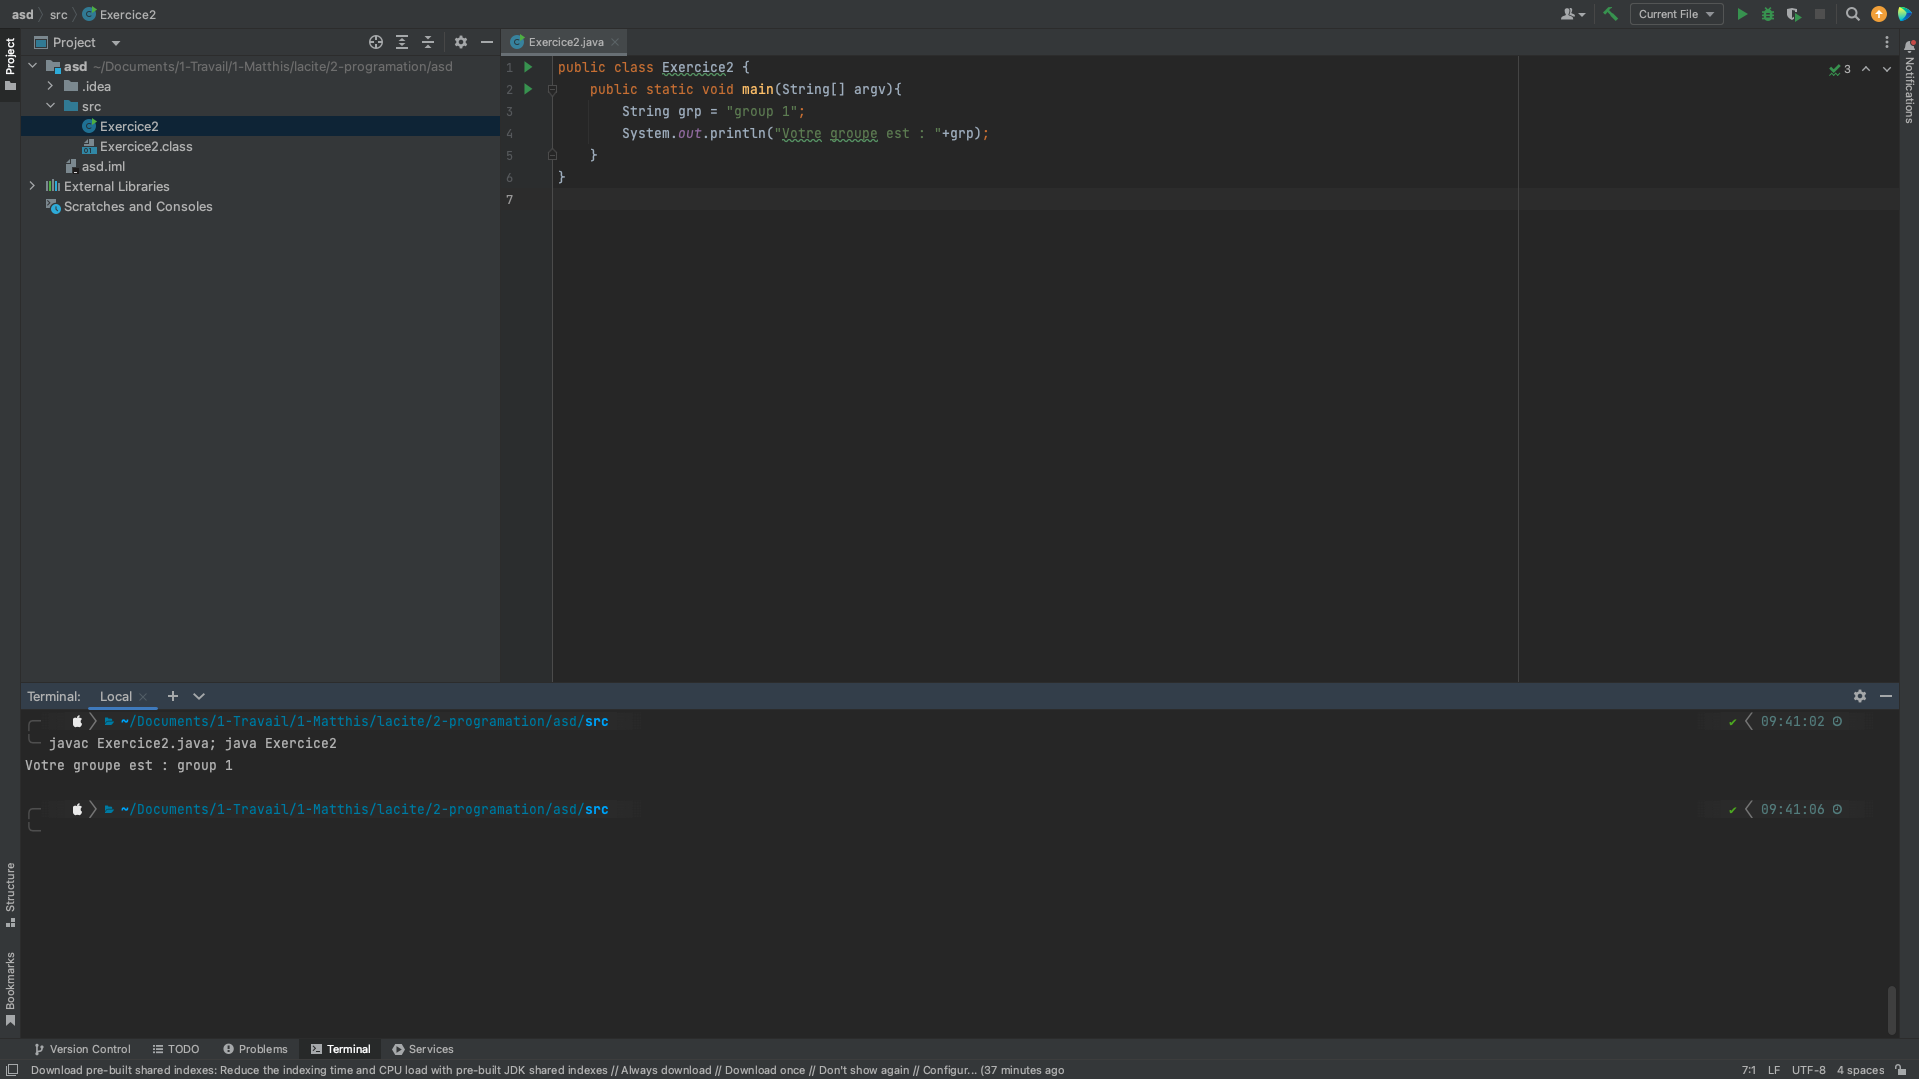 asd src Exercice2
Current File
Project
Project
Exercice2.java
Notifications
asd ~/Documents/1-Travail/1-Matthis/lacite/2-programation/asd
.idea
src
Exercice2
Exercice2.class
asd.iml
External Libraries
Scratches and Consoles
3
1 public class Exercice2 {
2 public static void main(String[] argv){
3 String grp = "group 1";
4 System.out.println("Votre groupe est : "+grp);
5 }
6 }
7
Terminal: Local
~/Documents/1-Travail/1-Matthis/lacite/2-programation/asd/src 09:41:02
javac Exercice2.java; java Exercice2
Votre groupe est : group 1
~/Documents/1-Travail/1-Matthis/lacite/2-programation/asd/src 09:41:06
Structure
Bookmarks
Version Control TODO Problems Terminal Services
Download pre-built shared indexes: Reduce the indexing time and CPU load with pre-built JDK shared indexes // Always download // Download once // Don't show again // Configur... (37 minutes ago 7:1 LF UTF-8 4 spaces